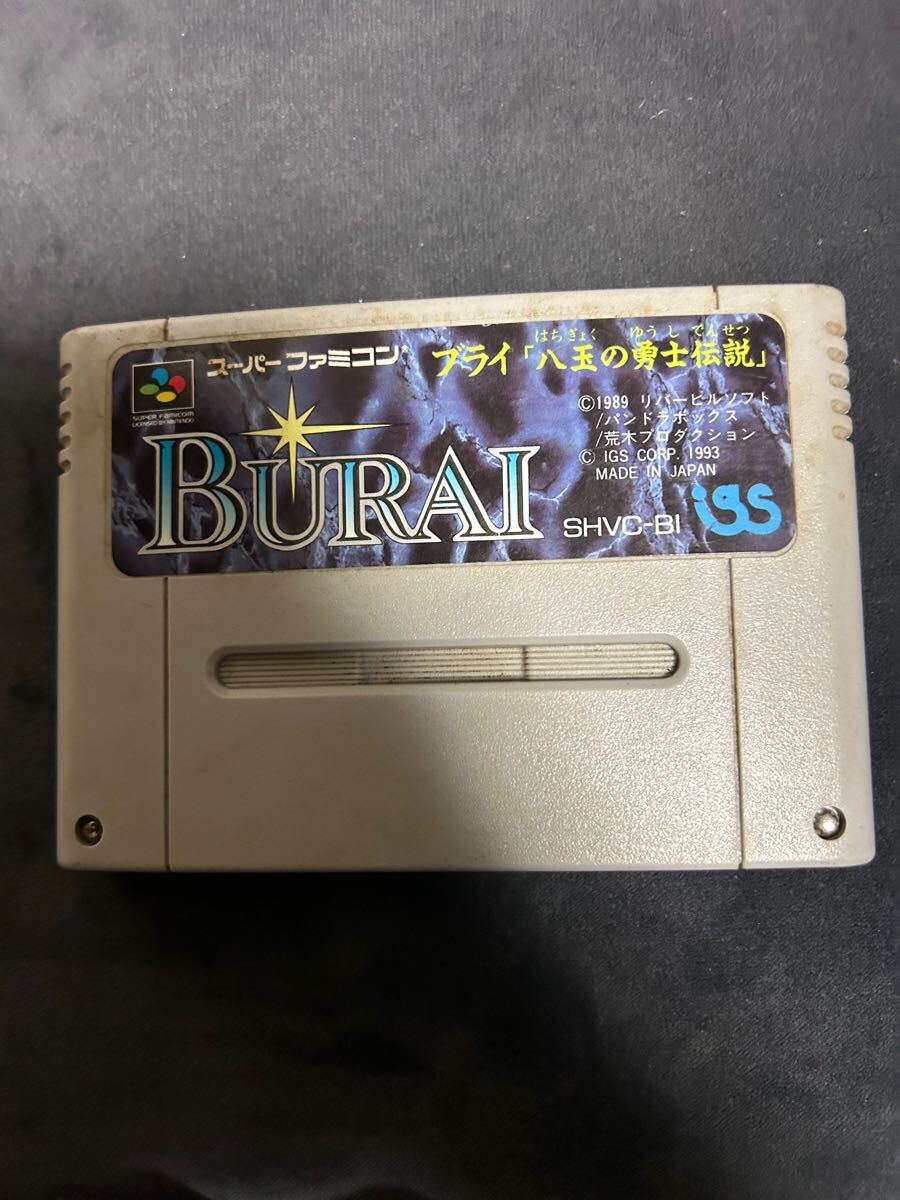 スーパーファミコン®
はちぎょく ゆうし でんせつ
ブライ「八玉の勇士伝説」
SUPER FAMICOM
LICENSED BY NINTENDO
©1989 リバーヒルソフト
/パンドラボックス
/荒木プロダクション
© IGS CORP. 1993
MADE IN JAPAN
BURAI
SHVC-BI
igs